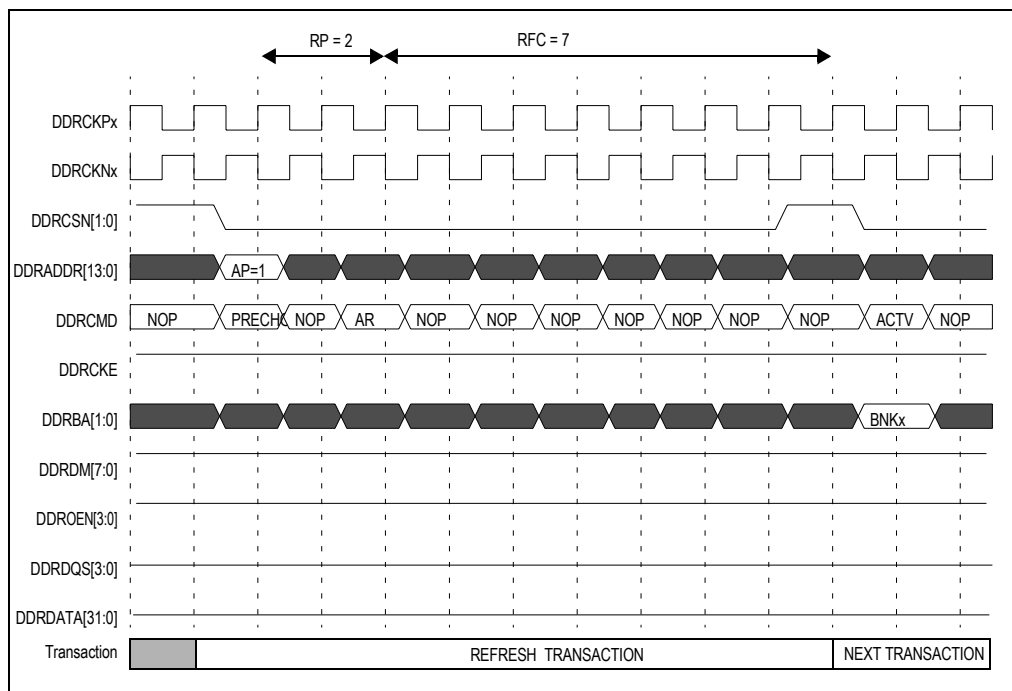 RP = 2 RFC = 7
DDRCKPx
DDRCKNx
DDRCSN[1:0]
DDRADDR[13:0] AP=1
DDRCMD NOP PRECHG NOP AR NOP NOP NOP NOP NOP NOP NOP ACTV NOP
DDRCKE
DDRBA[1:0] BNKx
DDRDM[7:0]
DDROEN[3:0]
DDRDQS[3:0]
DDRDATA[31:0]
Transaction REFRESH TRANSACTION NEXT TRANSACTION